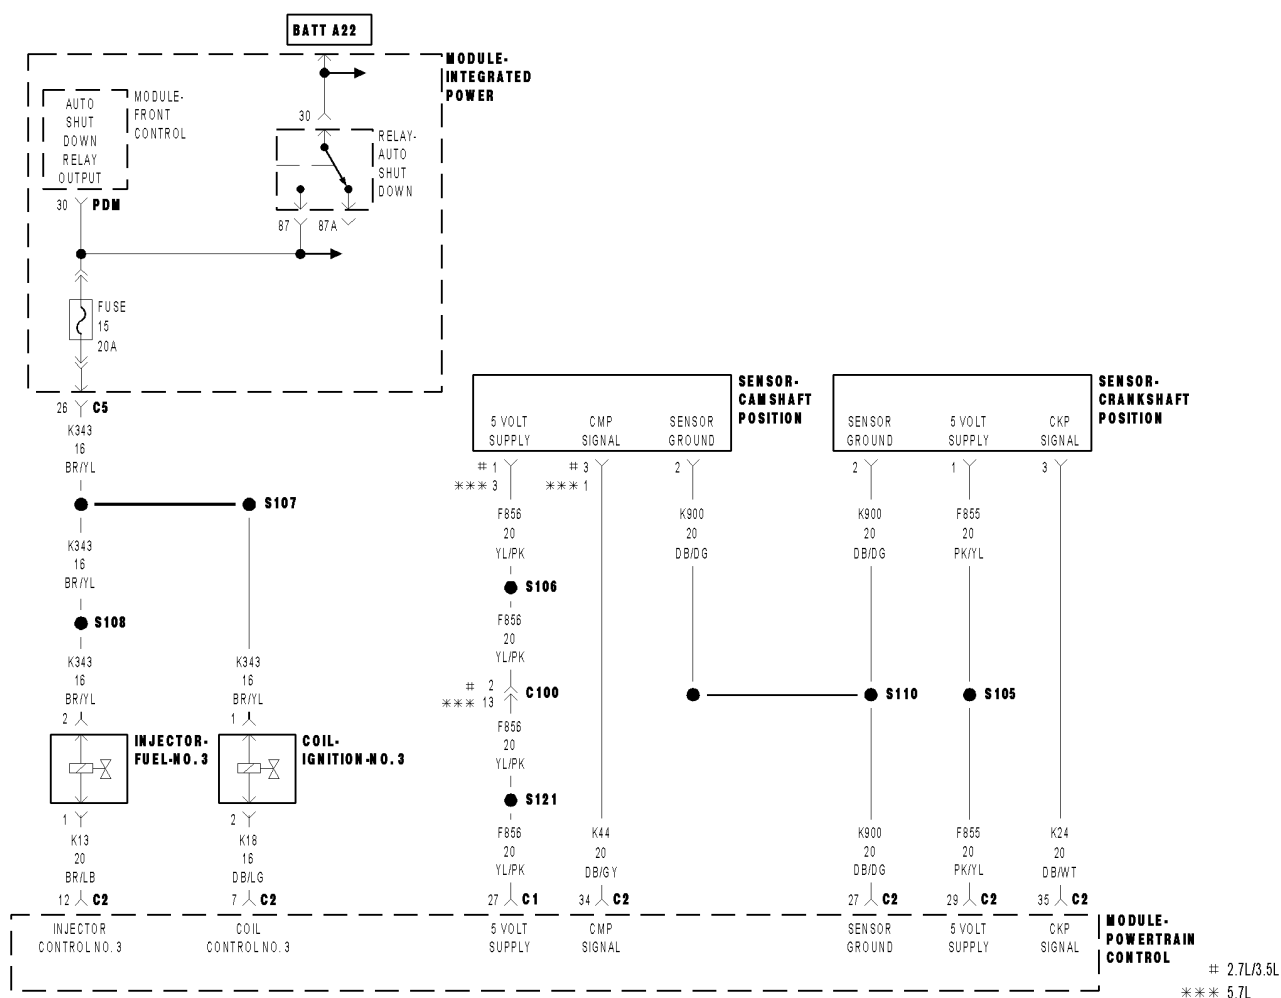 BATT A22
MODULE-
INTEGRATED
POWER
AUTO
SHUT
DOWN
RELAY
OUTPUT
MODULE-
FRONT
CONTROL
30
RELAY-
AUTO
SHUT
DOWN
30 PDM
87 87A
FUSE
15
20A
26 C5
K343
16
BR/YL
S107
K343
16
BR/YL
S108
K343
16
BR/YL
2
K343
16
BR/YL
1
INJECTOR-
FUEL-NO. 3
COIL-
IGNITION-NO. 3
1
K13
20
BR/LB
12 C2
2
K18
16
DB/LG
7 C2
5 VOLT
SUPPLY
CMP
SIGNAL
SENSOR
GROUND
SENSOR-
CAMSHAFT
POSITION
SENSOR
GROUND
5 VOLT
SUPPLY
CKP
SIGNAL
SENSOR-
CRANKSHAFT
POSITION
# 1
*** 3
# 3
*** 1
2
2
1
3
F856
20
YL/PK
K900
20
DB/DG
K900
20
DB/DG
F855
20
PK/YL
S106
F856
20
YL/PK
# 2
*** 13
C100
S110
S105
F856
20
YL/PK
S121
F856
20
YL/PK
K44
20
DB/GY
K900
20
DB/DG
F855
20
PK/YL
K24
20
DB/WT
27 C1
34 C2
27 C2
29 C2
35 C2
INJECTOR
CONTROL NO. 3
COIL
CONTROL NO. 3
5 VOLT
SUPPLY
CMP
SIGNAL
SENSOR
GROUND
5 VOLT
SUPPLY
CKP
SIGNAL
MODULE-
POWERTRAIN
CONTROL
# 2.7L/3.5L
*** 5.7L